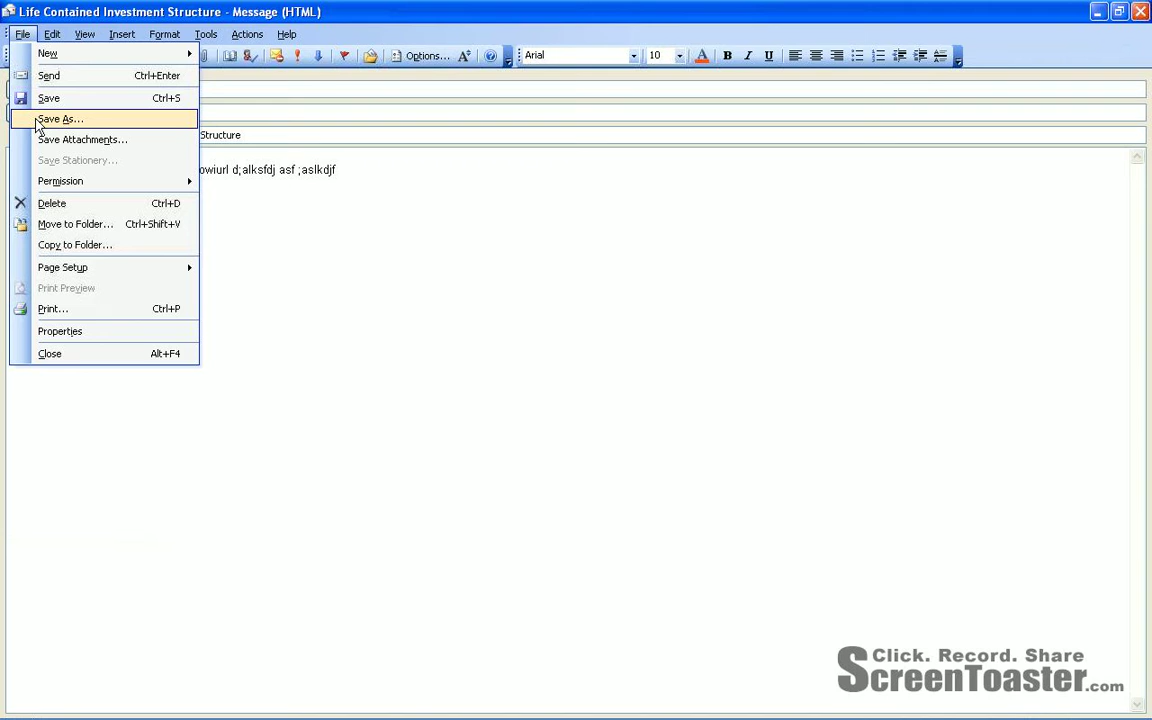 Life Contained Investment Structure - Message (HTML)
File Edit View Insert Format Tools Actions Help
New
Options... Arial 10 A B I U
Send Ctrl+Enter
Save Ctrl+S
Save As...
Structure
Save Attachments...
Save Stationery...
owiurl d;alksfdj asf ;aslkdjf
Permission
Delete Ctrl+D
Move to Folder... Ctrl+Shift+V
Copy to Folder...
Page Setup
Print Preview
Print... Ctrl+P
Properties
Close Alt+F4
Click. Record. Share
ScreenToaster.com